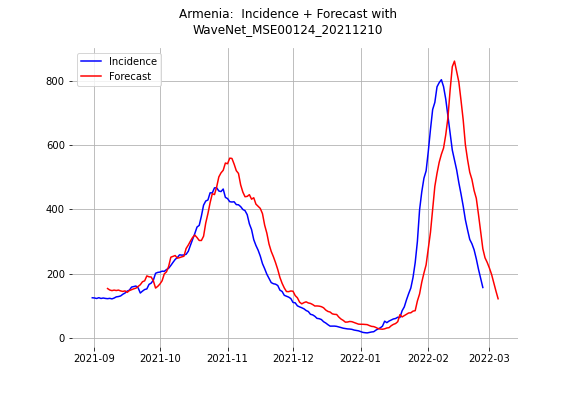 Armenia:  Incidence + Forecast with
WaveNet_MSE00124_20211210
Incidence
Forecast
800
600
400
200
0
2021-09 2021-10 2021-11 2021-12 2022-01 2022-02 2022-03